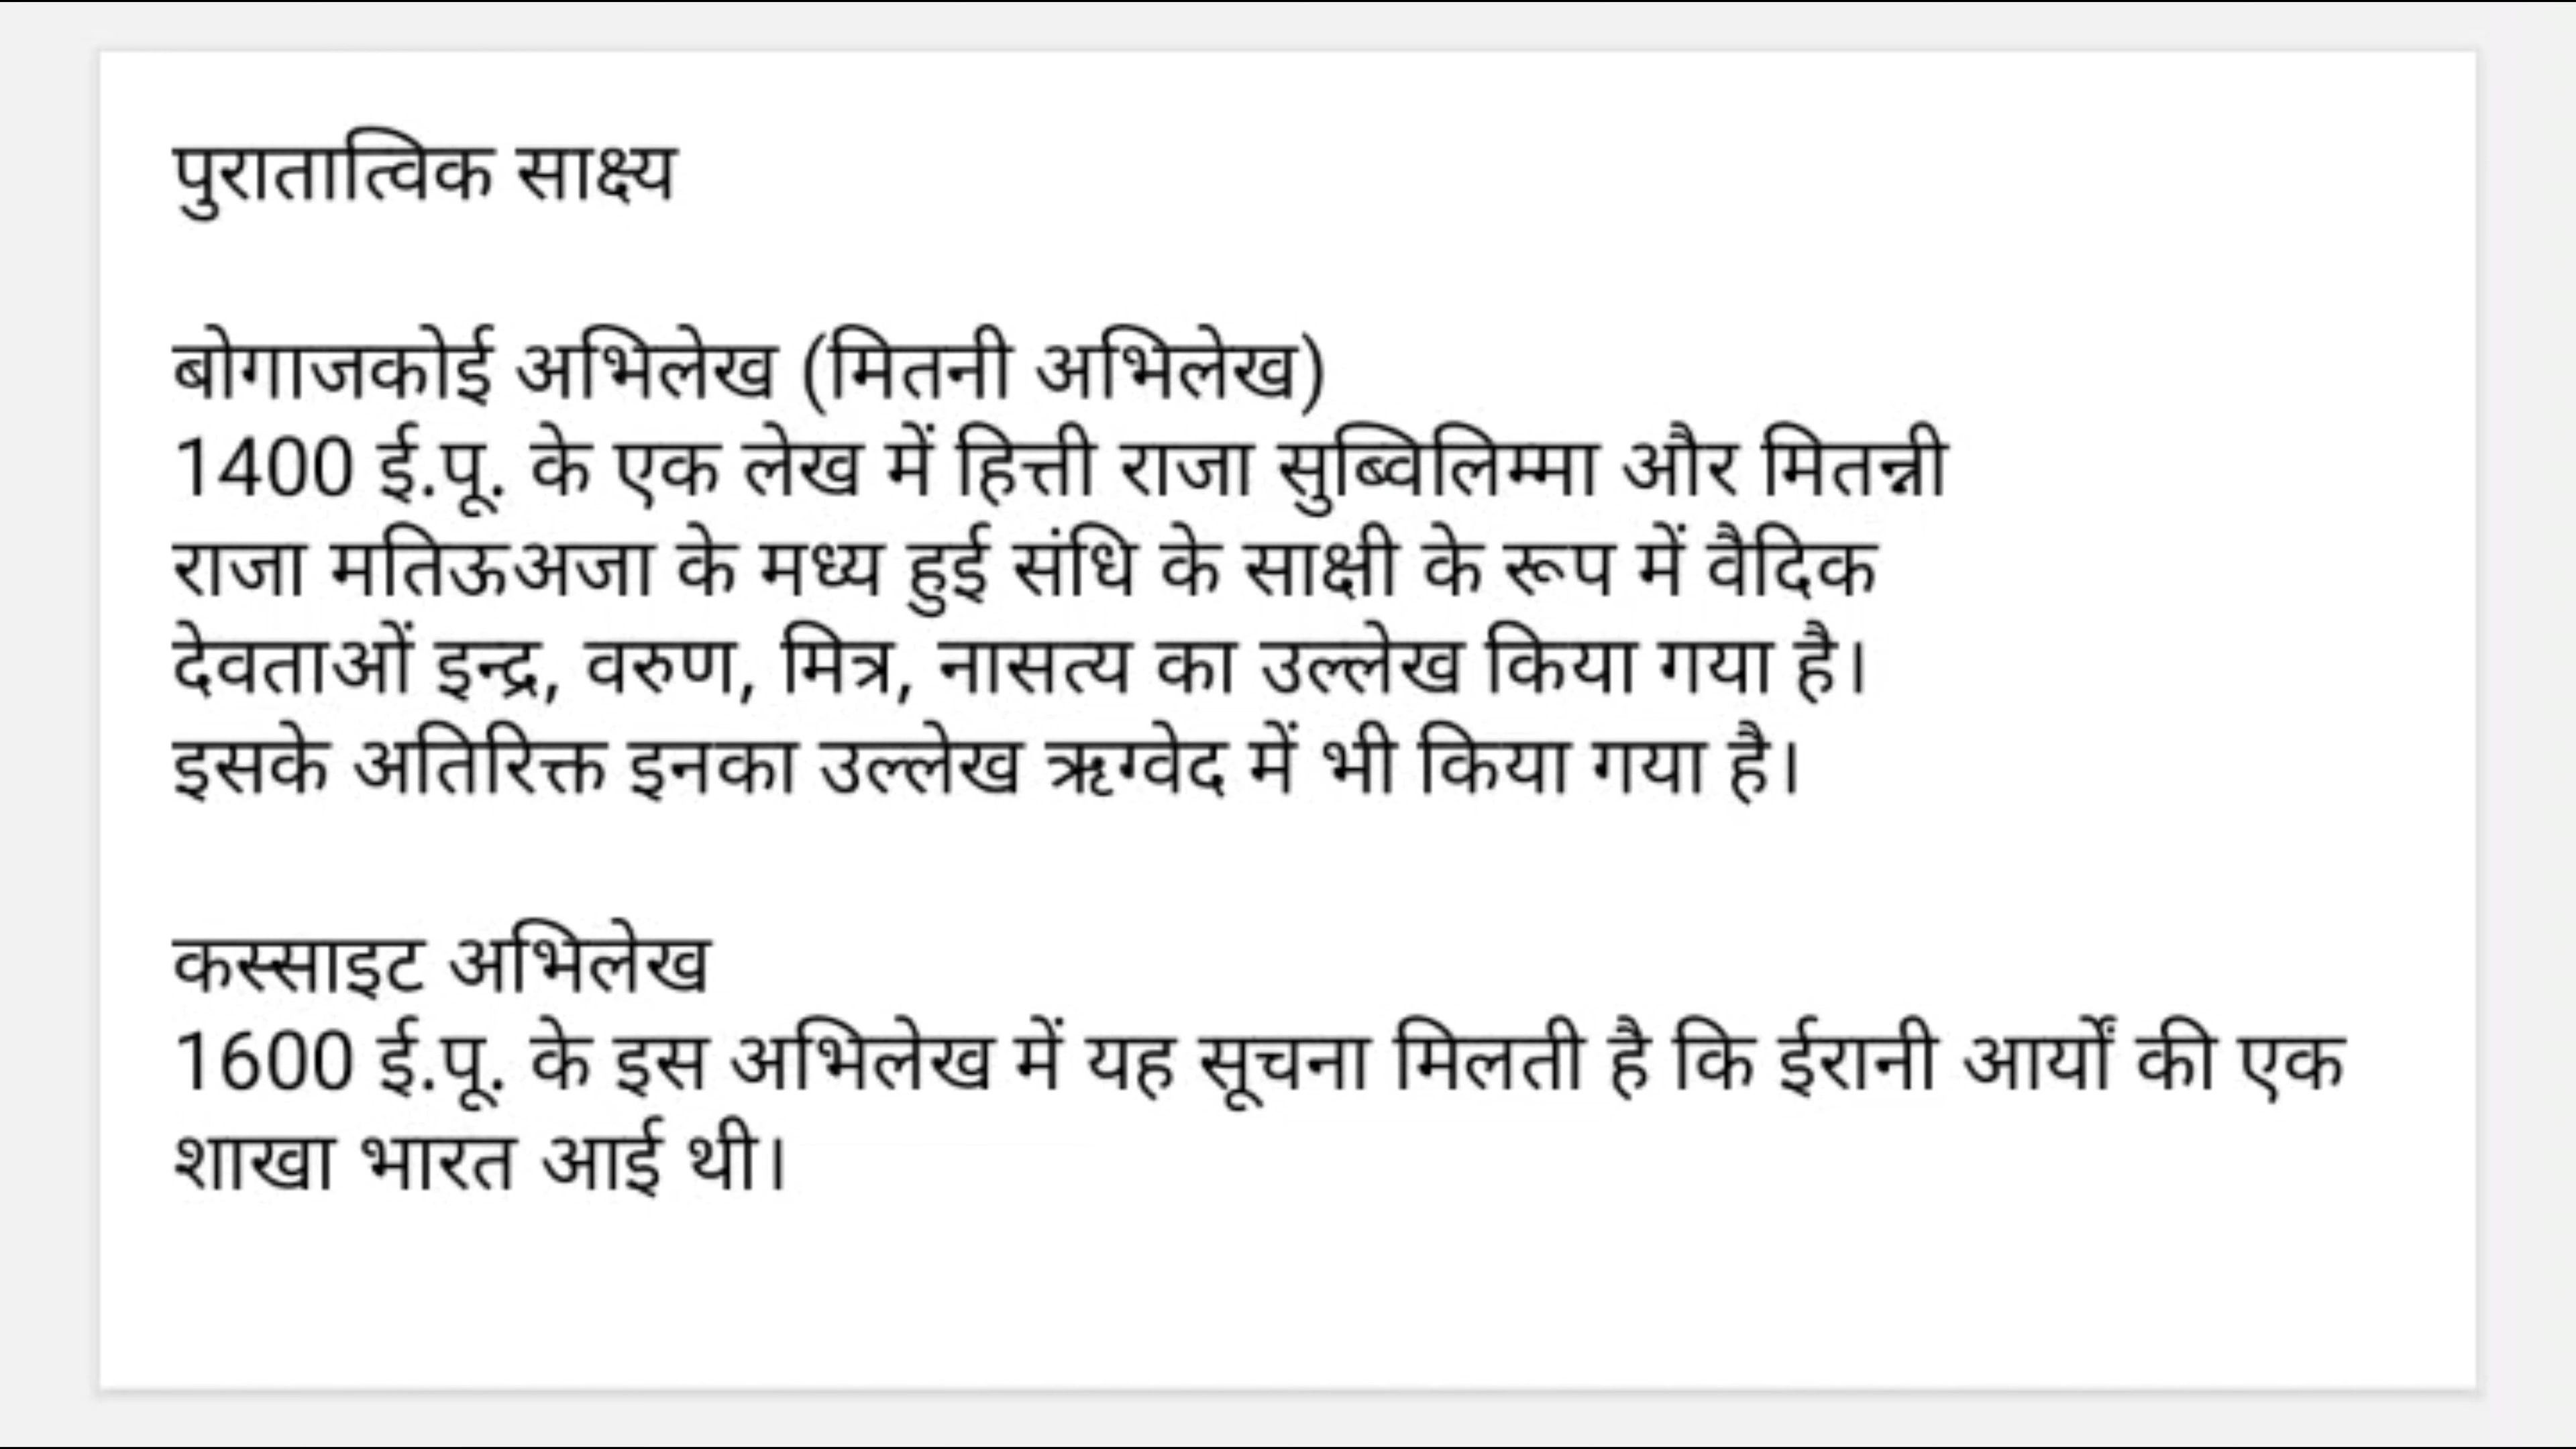 पुरातात्विक साक्ष्य
बोगाजकोई अभिलेख (मितनी अभिलेख)
1400 ई.पू. के एक लेख में हित्ती राजा सुब्विलिम्मा और मितन्नी
राजा मतिऊअजा के मध्य हुई संधि के साक्षी के रूप में वैदिक
देवताओं इन्द्र, वरुण, मित्र, नासत्य का उल्लेख किया गया है।
इसके अतिरिक्त इनका उल्लेख ऋग्वेद में भी किया गया है।
कस्साइट अभिलेख
1600 ई.पू. के इस अभिलेख में यह सूचना मिलती है कि ईरानी आर्यों की एक
शाखा भारत आई थी।